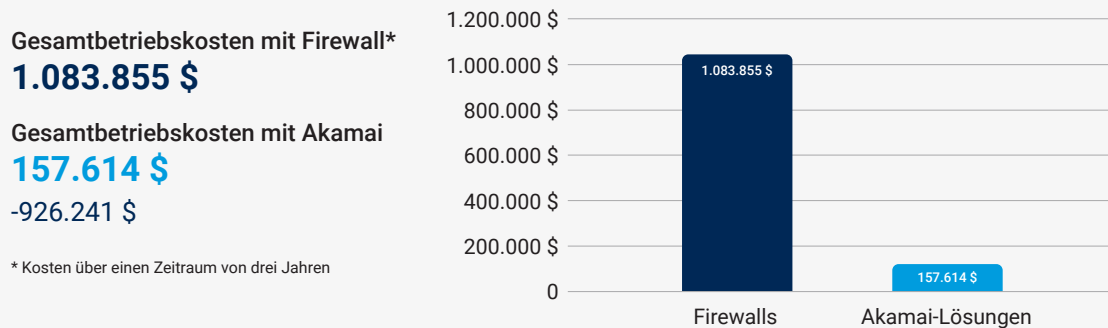 Gesamtbetriebskosten mit Firewall*
1.083.855 $
Gesamtbetriebskosten mit Akamai
157.614 $
-926.241 $
* Kosten über einen Zeitraum von drei Jahren
1.200.000 $
1.000.000 $
800.000 $
600.000 $
400.000 $
200.000 $
0
1.083.855 $
157.614 $
Firewalls
Akamai-Lösungen